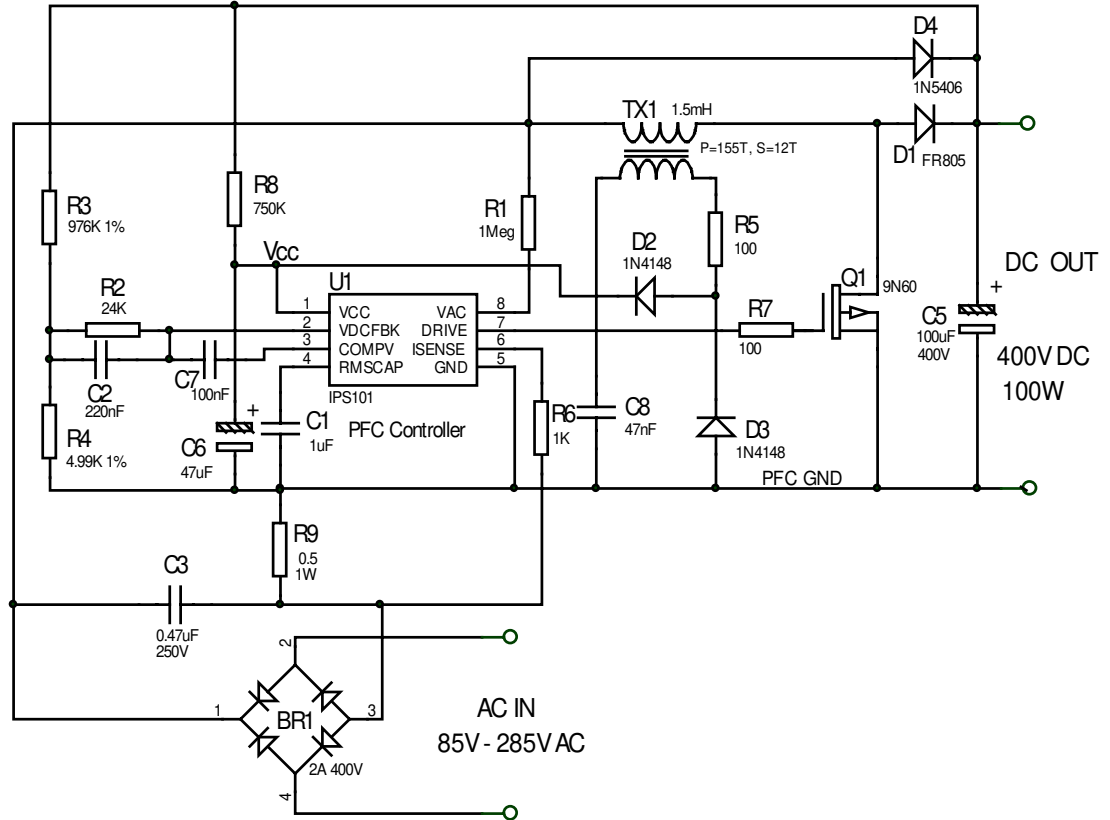 D4
1N5406
TX1 1.5mH
P=155T, S=12T
D1 FR805
R3
976K 1%
R8
750K
R1
1Meg
R5
100
D2
1N4148
Vcc
U1
DC OUT
Q1 9N60
R2
24K
1 VCC VAC 8
2 VDCFBK DRIVE 7
3 COMPV ISENSE 6
4 RMSCAP GND 5
IPS101
PFC Controller
R7
100
+
C5
100uF
400V
400V DC
100W
C2
220nF
C7
100nF
R4
4.99K 1%
+
C6
47uF
C1
1uF
R6
1K
C8
47nF
D3
1N4148
PFC GND
R9
0.5
1W
C3
0.47uF
250V
2
1 BR1 3
2A 400V
4
AC IN
85V - 285V AC